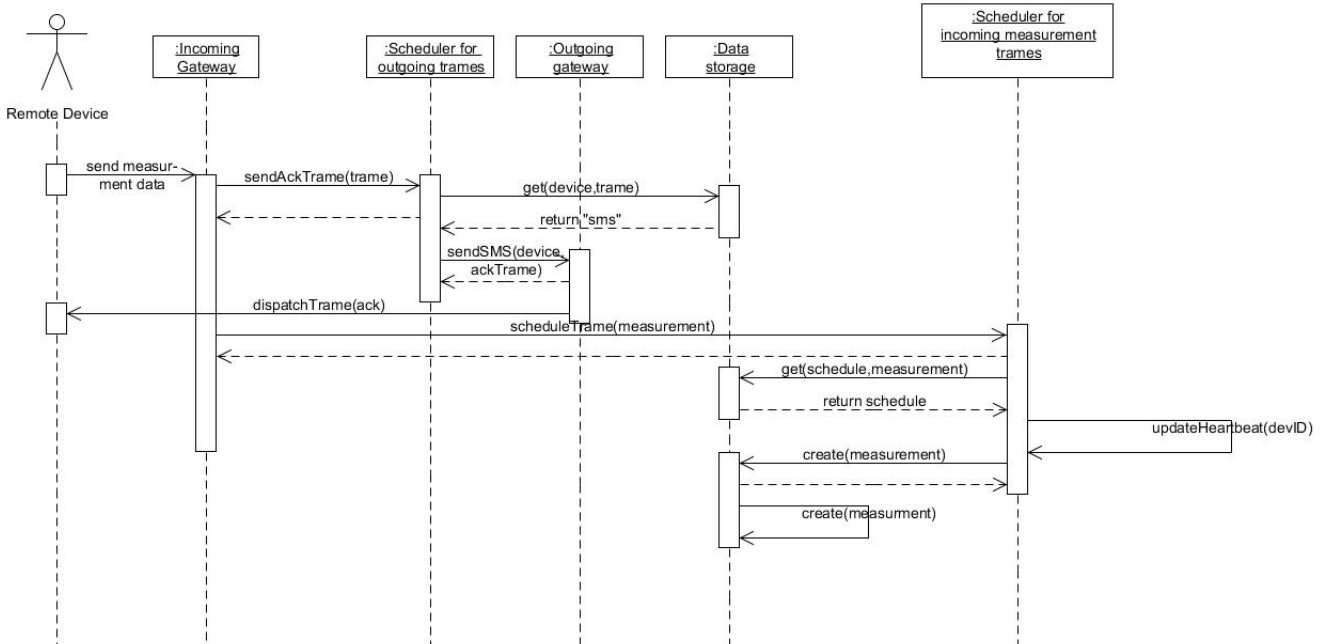 :Scheduler for
incoming measurement
trames
:Incoming
Gateway
:Scheduler for
outgoing trames
:Outgoing
gateway
:Data
storage
Remote Device
send measur-
ment data
sendAckTrame(trame)
get(device,trame)
return "sms"
sendSMS(device,
ackTrame)
dispatchTrame(ack)
scheduleTrame(measurement)
get(schedule,measurement)
return schedule
updateHeartbeat(devID)
create(measurement)
create(measurment)